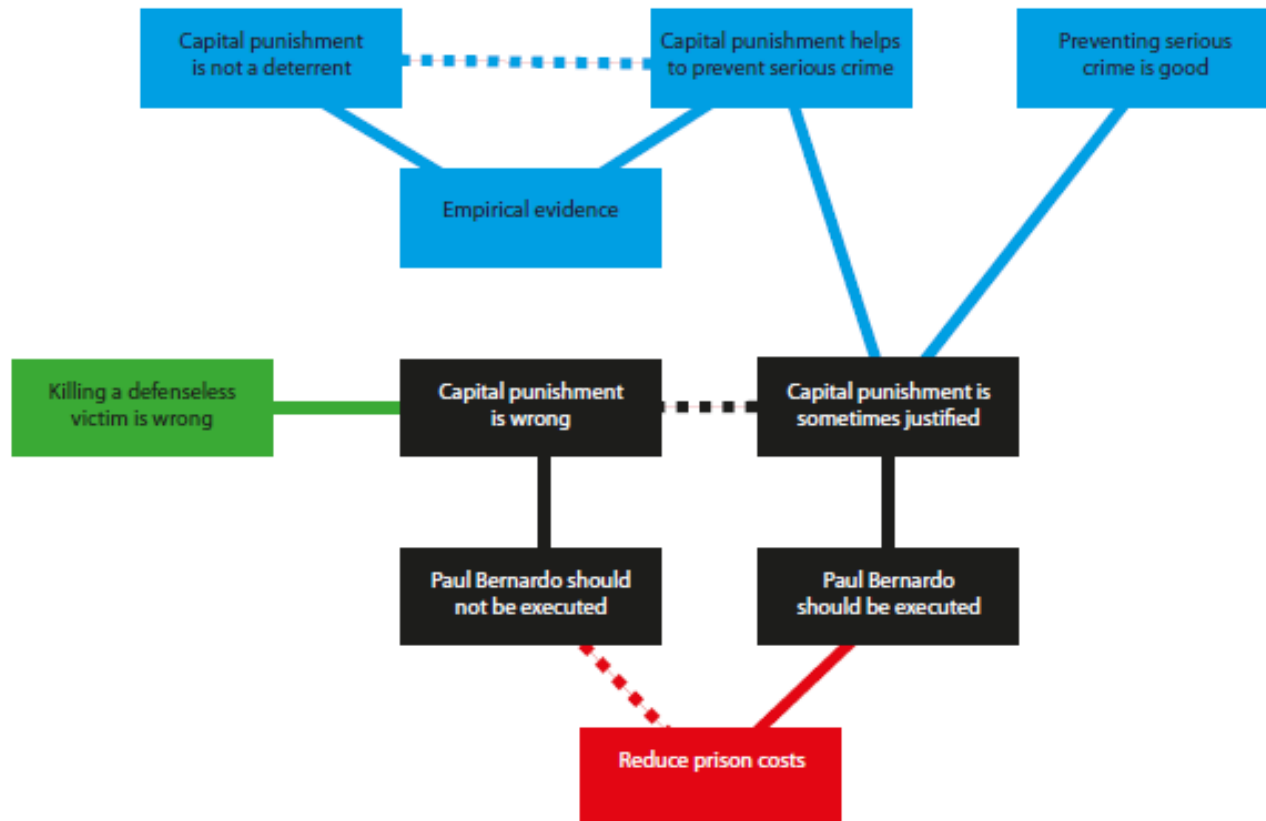 Capital punishment
is not a deterrent
Capital punishment helps
to prevent serious crime
Preventing serious
crime is good
Empirical evidence
Killing a defenseless
victim is wrong
Capital punishment
is wrong
Capital punishment is
sometimes justified
Paul Bernardo should
not be executed
Paul Bernardo
should be executed
Reduce prison costs